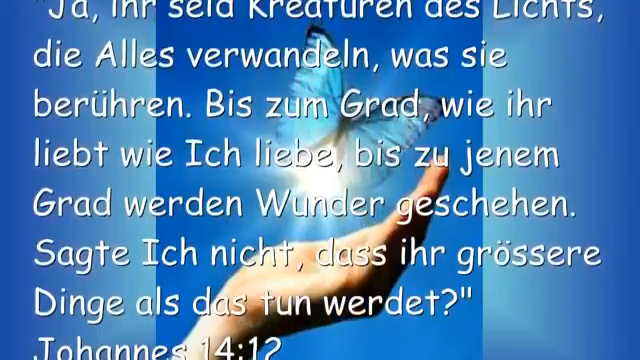 "Ja, ihr seid Kreaturen des Lichts,
die Alles verwandeln, was sie
berühren. Bis zum Grad, wie ihr
liebt wie Ich liebe, bis zu jenem
Grad werden Wunder geschehen.
Sagte Ich nicht, dass ihr grössere
Dinge als das tun werdet?"
Johannes 14:12